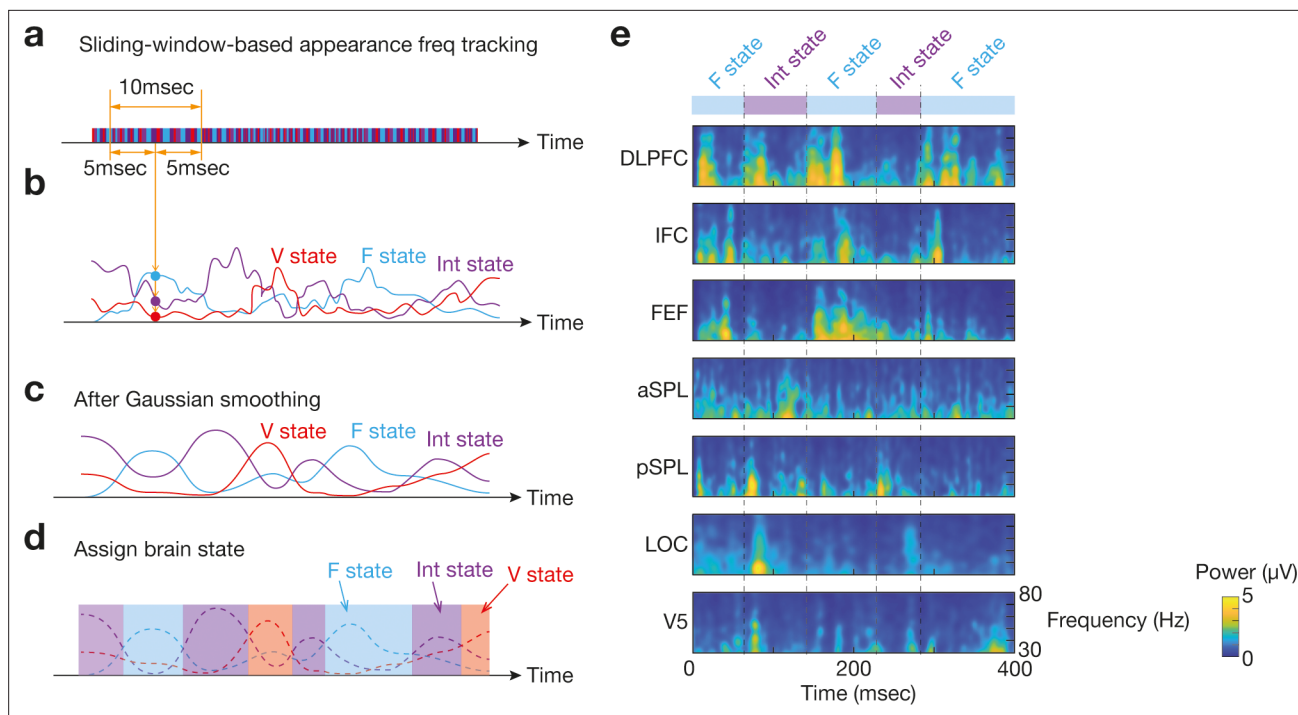 a
Sliding-window-based appearance freq tracking
10msec
Time
5msec
5msec
b
V state
F state
Int state
Time
c
After Gaussian smoothing
V state
F state
Int state
Time
d
Assign brain state
F state
Int state
V state
Time
e
F state
Int state
F state
Int state
F state
DLPFC
IFC
FEF
aSPL
pSPL
LOC
V5
80
Frequency (Hz)
30
0
200
400
Time (msec)
Power (μV)
5
0